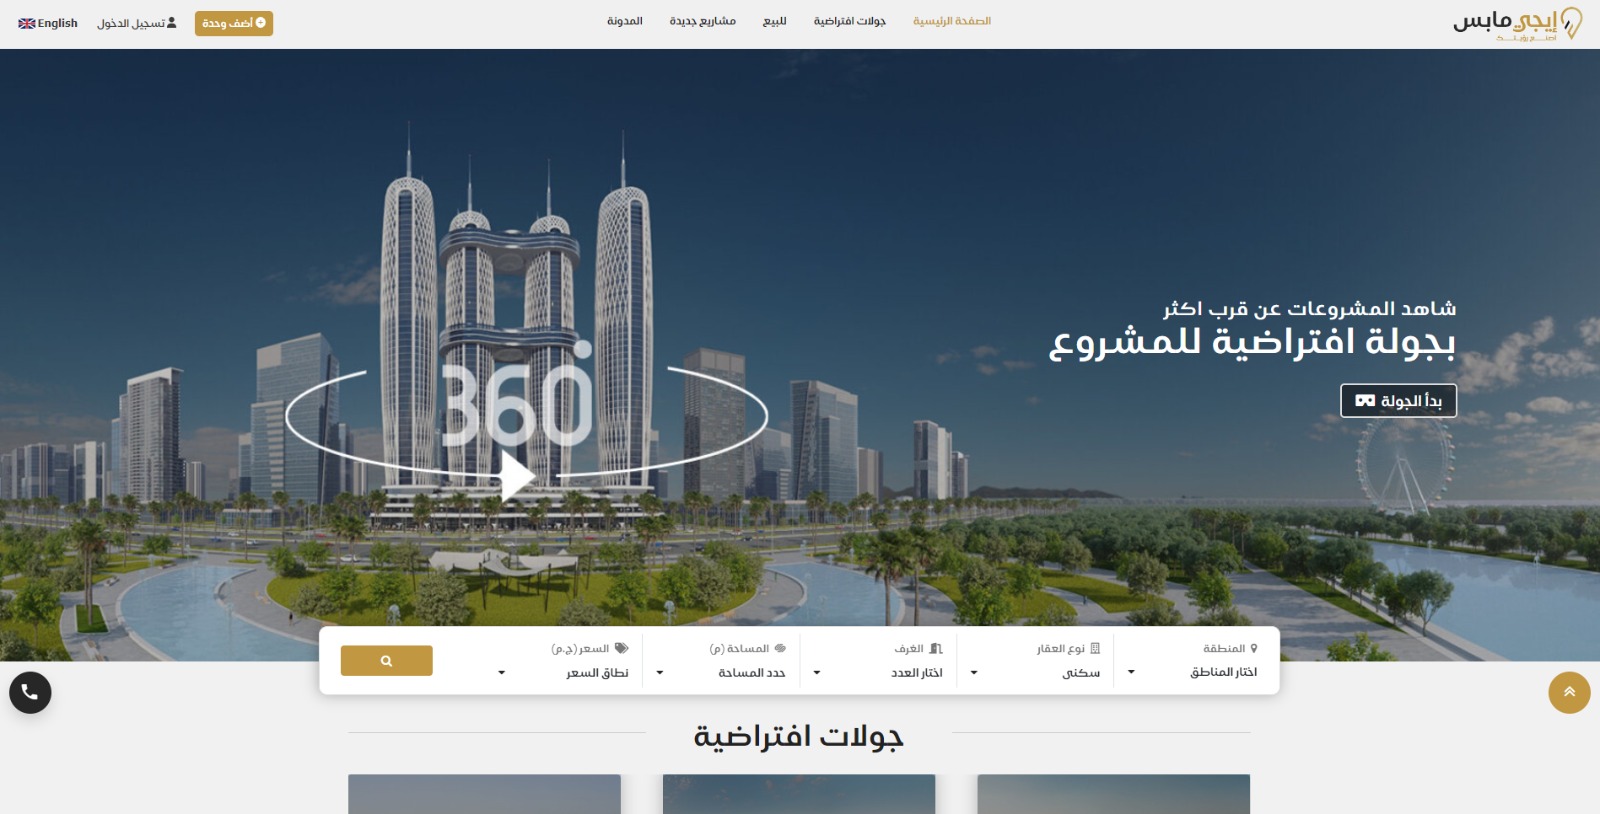 إيجي مابس
اصنـــع رؤيتـــك
الصفحة الرئيسية
جولات افتراضية
للبيع
مشاريع جديدة
المدونة
أضف وحدة
تسجيل الدخول
English
شاهد المشروعات عن قرب اكثر
بجولة افتراضية للمشروع
بدأ الجولة
360°
المنطقة
اختار المناطق
نوع العقار
سكنى
الغرف
اختار العدد
المساحة (م)
حدد المساحة
السعر (ج.م)
نطاق السعر
جولات افتراضية